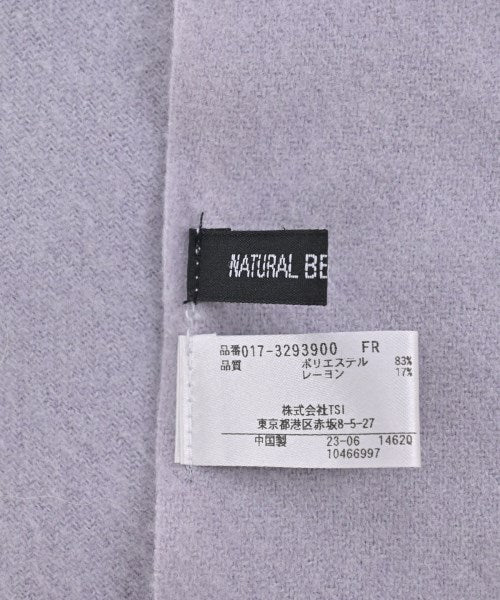 NATURAL BE
品番017-3293900 FR
品質 ポリエステル 83%
レーヨン 17%
株式会社TSI
東京都港区赤坂8-5-27
中国製 23-06 1462Q
10466997